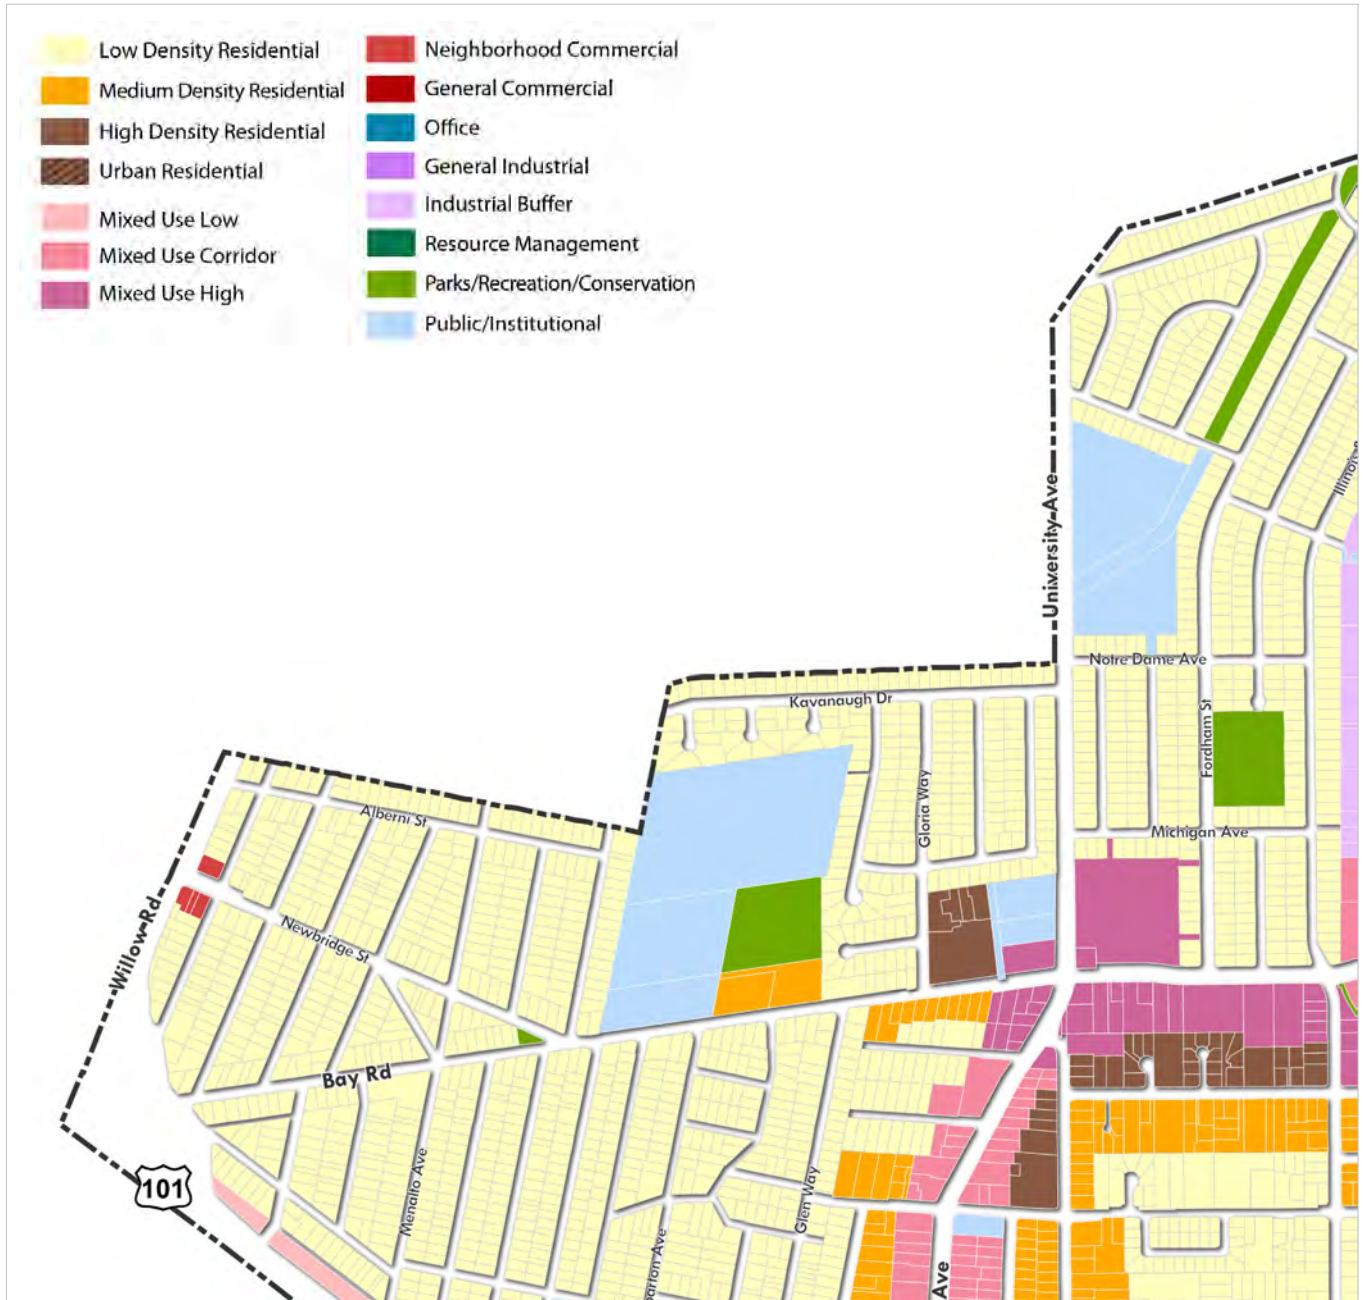 Low Density Residential
Medium Density Residential
High Density Residential
Urban Residential
Mixed Use Low
Mixed Use Corridor
Mixed Use High
Neighborhood Commercial
General Commercial
Office
General Industrial
Industrial Buffer
Resource Management
Parks/Recreation/Conservation
Public/Institutional
University Ave
Notre Dame Ave
Kavanaugh Dr
Fordham St
Gloria Way
Michigan Ave
Alberni St
Newbridge St
Willow Rd
Bay Rd
101
Menalto Ave
Glen Way
Ave
Ave